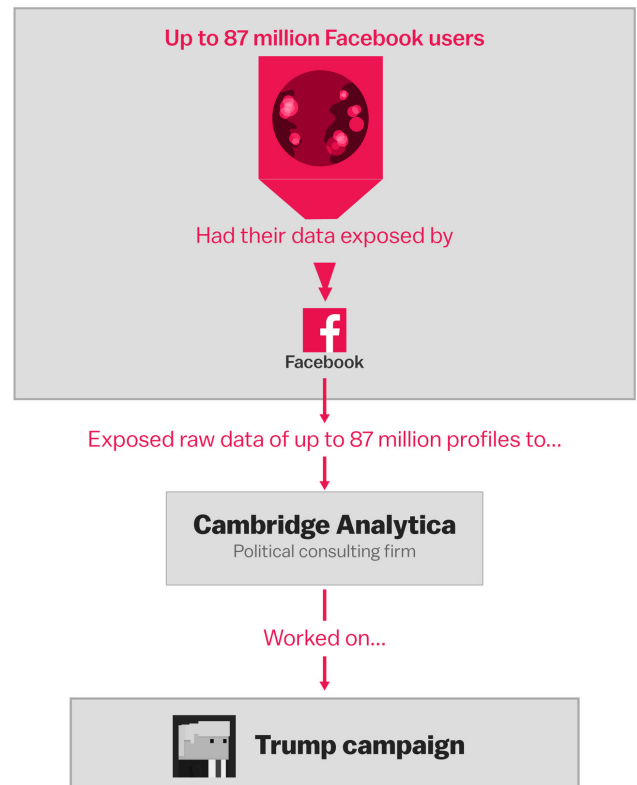 Up to 87 million Facebook users
Had their data exposed by
f
Facebook
Exposed raw data of up to 87 million profiles to...
Cambridge Analytica
Political consulting firm
Worked on...
Trump campaign